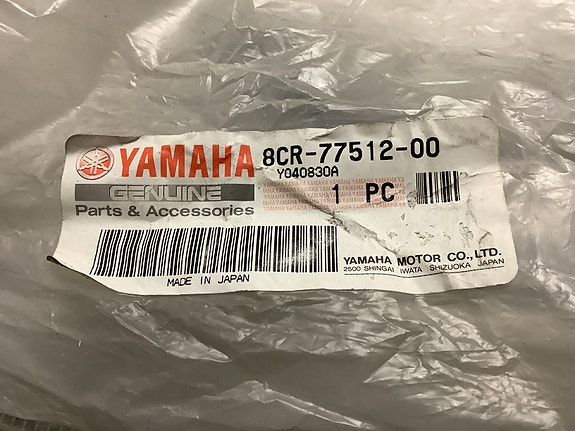 YAMAHA 8CR-77512-00
Y040830A
GENUINE
1 PC
Parts & Accessories
YAMAHA MOTOR CO., LTD.
2500 SHINGAI IWATA SHIZUOKA JAPAN
MADE IN JAPAN